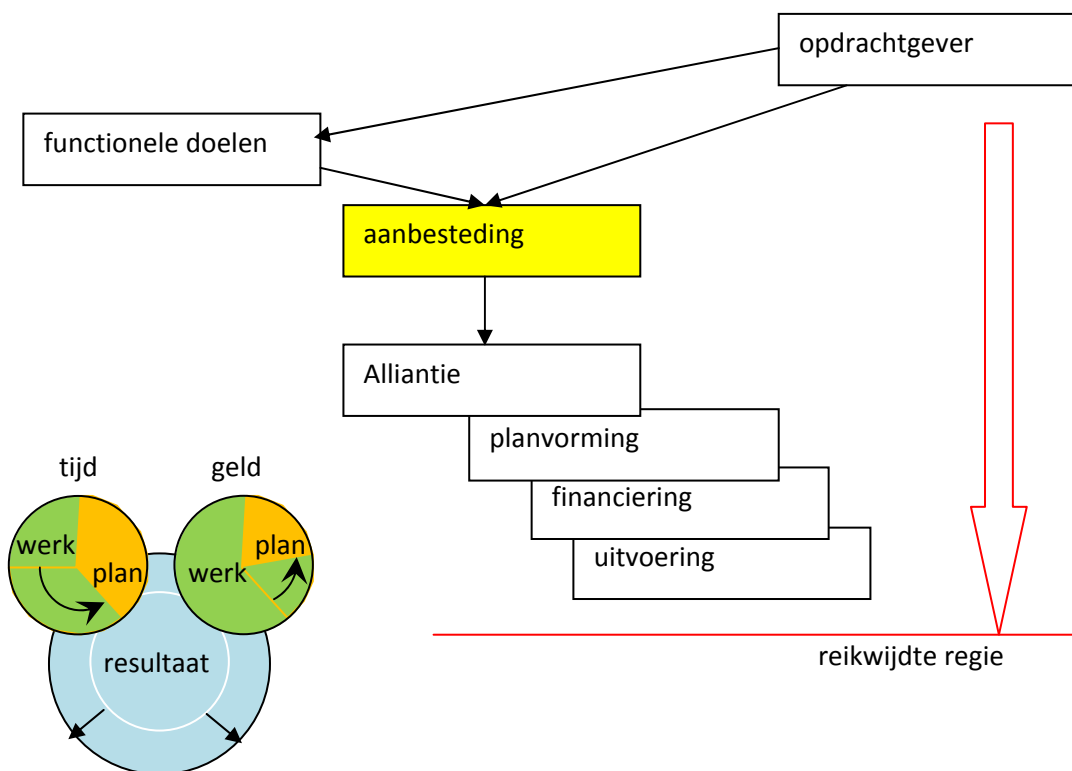 opdrachtgever
functionele doelen
aanbesteding
Alliantie
planvorming
financiering
uitvoering
reikwijdte regie
tijd
geld
werk
plan
werk
plan
resultaat